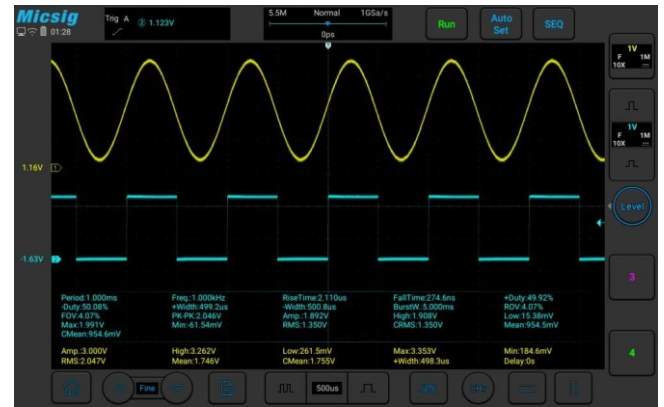 Micsig
01:28
Trig A ② 1.123V
5.5M Normal 1GSa/s
0ps
Run
Auto
Set
SEQ
1V
F 1M
10X
1V
F 1M
10X
Level
3
4
1.16V
1
-1.63V
2
Period:1.000ms Freq.:1.000kHz RiseTime:2.110us FallTime:274.6ns +Duty:49.92%
-Duty:50.08% +Width:499.2us -Width:500.8us BurstW.:5.000ms ROV:4.07%
FOV:4.07% PK-PK:2.046V Amp.:1.892V High:1.908V Low:15.38mV
Max:1.991V Min:-61.54mV RMS:1.350V CRMS:1.350V Mean:954.5mV
CMean:954.6mV
Amp.:3.000V High:3.262V Low:261.5mV Max:3.353V Min:184.6mV
RMS:2.047V Mean:1.746V CMean:1.755V +Width:498.3us Delay:0s
Fine
500us